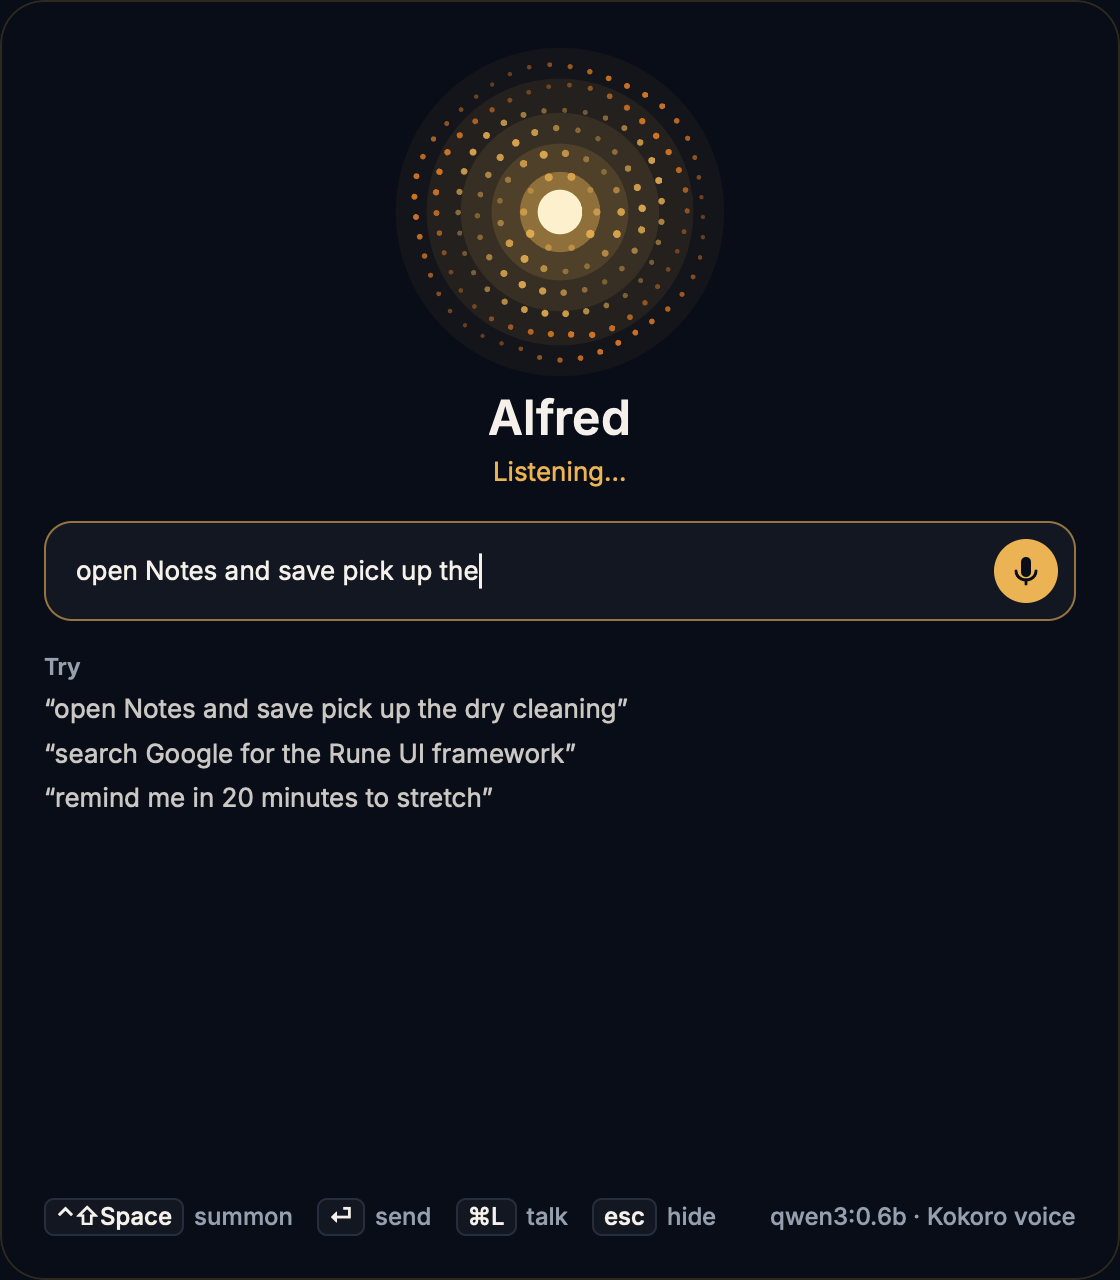 Alfred
Listening...
open Notes and save pick up the
Try
“open Notes and save pick up the dry cleaning”
“search Google for the Rune UI framework”
“remind me in 20 minutes to stretch”
^⇧Space summon ⏎ send ⌘L talk esc hide qwen3:0.6b · Kokoro voice